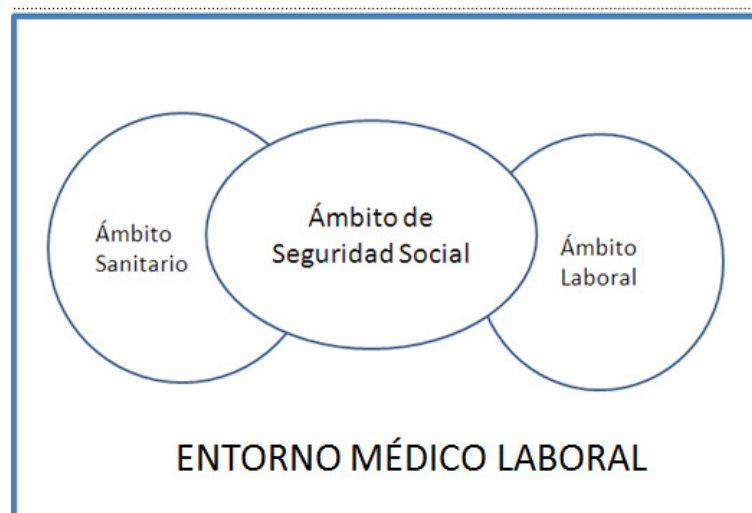 Ámbito
Sanitario
Ámbito de
Seguridad Social
Ámbito
Laboral
ENTORNO MÉDICO LABORAL